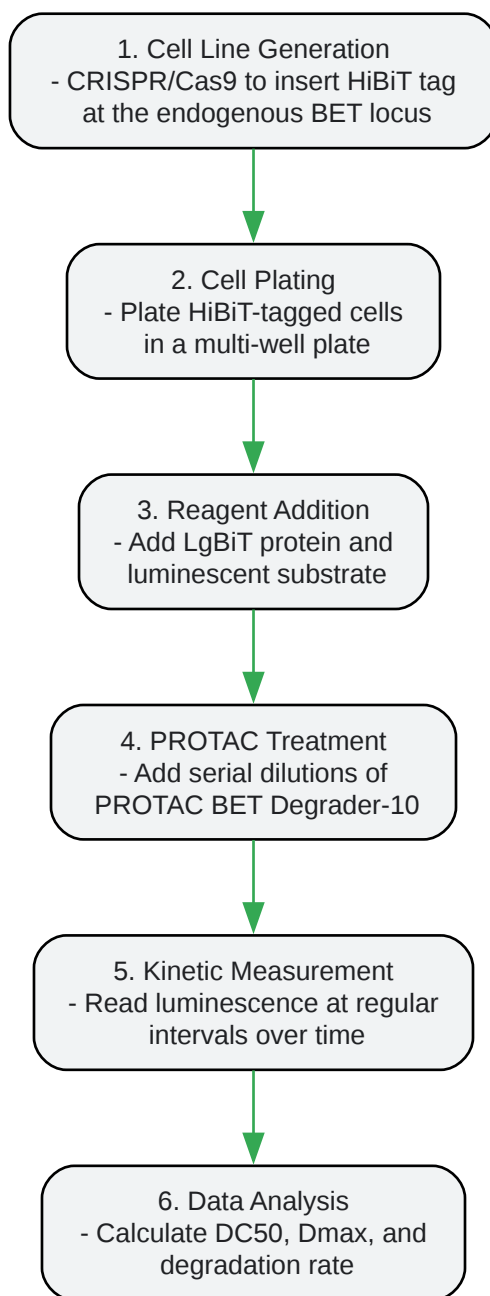 1. Cell Line Generation
- CRISPR/Cas9 to insert HiBiT tag
at the endogenous BET locus
2. Cell Plating
- Plate HiBiT-tagged cells
in a multi-well plate
3. Reagent Addition
- Add LgBiT protein and
luminescent substrate
4. PROTAC Treatment
- Add serial dilutions of
PROTAC BET Degrader-10
5. Kinetic Measurement
- Read luminescence at regular
intervals over time
6. Data Analysis
- Calculate DC50, Dmax, and
degradation rate